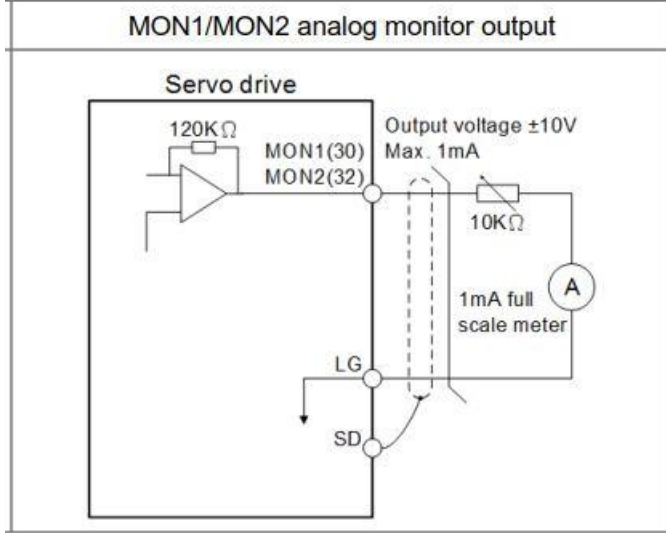 MON1/MON2 analog monitor output
Servo drive
120KΩ
MON1(30)
MON2(32)
Output voltage ±10V
Max. 1mA
10KΩ
A
1mA full
scale meter
LG
SD